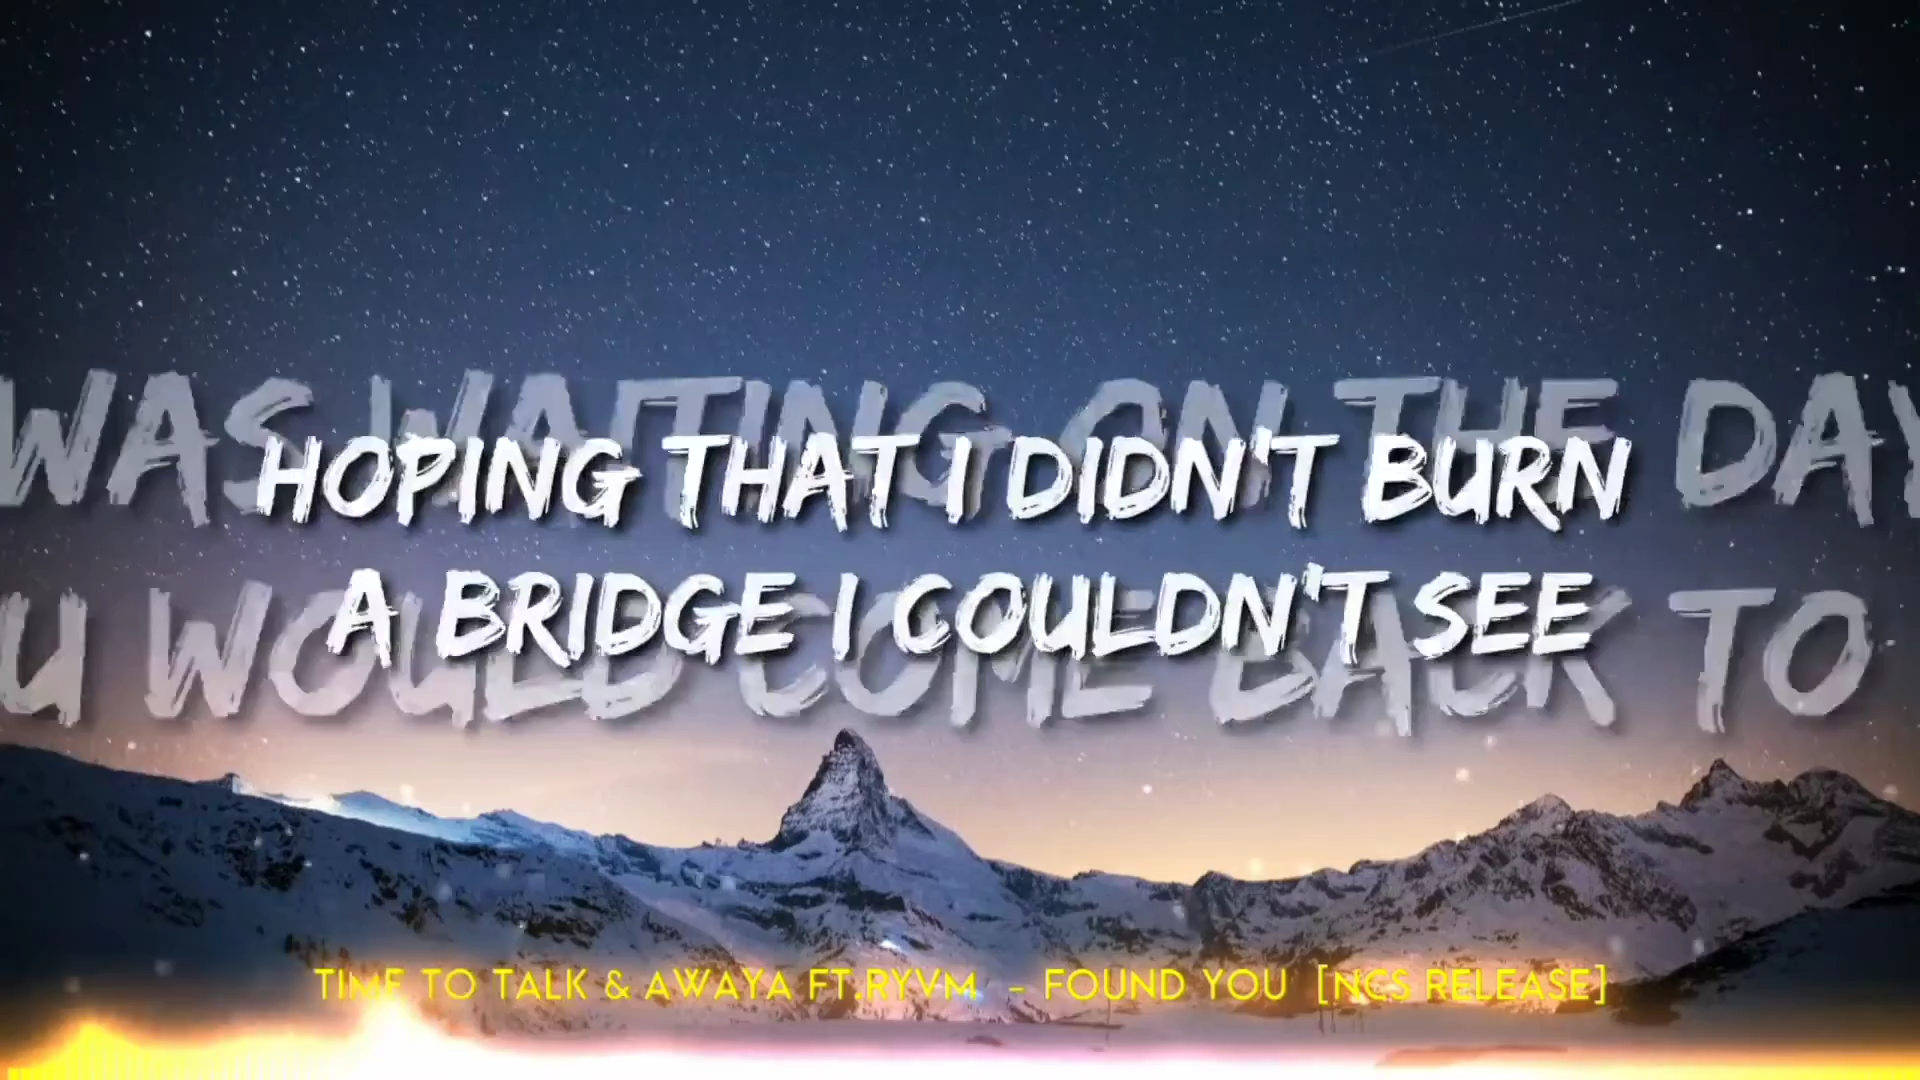 WAS WAITING ON THE DAY
HOPING THAT I DIDN'T BURN
A BRIDGE I COULDN'T SEE
U WOULD COME BACK TO
TIME TO TALK & AWAYA FT.RYVM - FOUND YOU [NCS RELEASE]